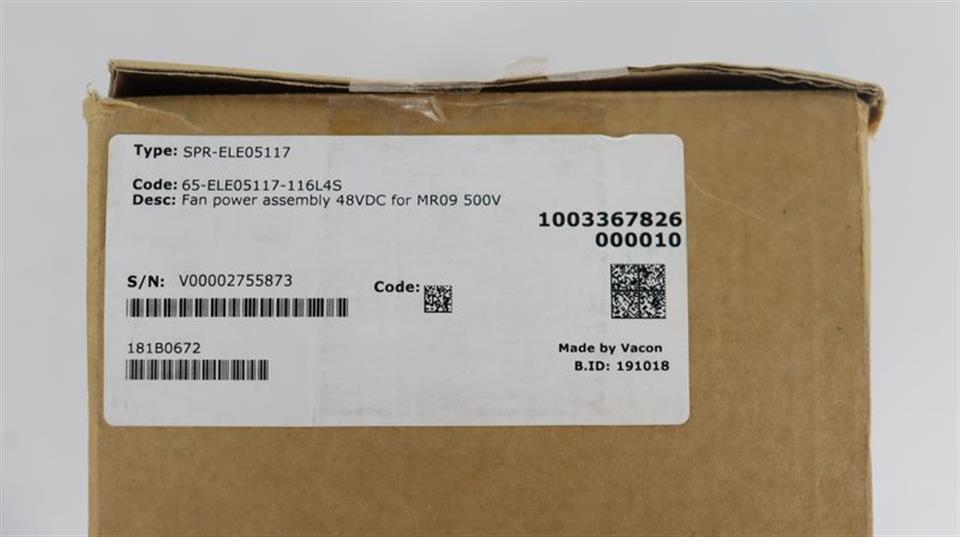 Type: SPR-ELE05117
Code: 65-ELE05117-116L4S
Desc: Fan power assembly 48VDC for MR09 500V
1003367826
000010
S/N: V00002755873
Code:
181B0672
Made by Vacon
B.ID: 191018